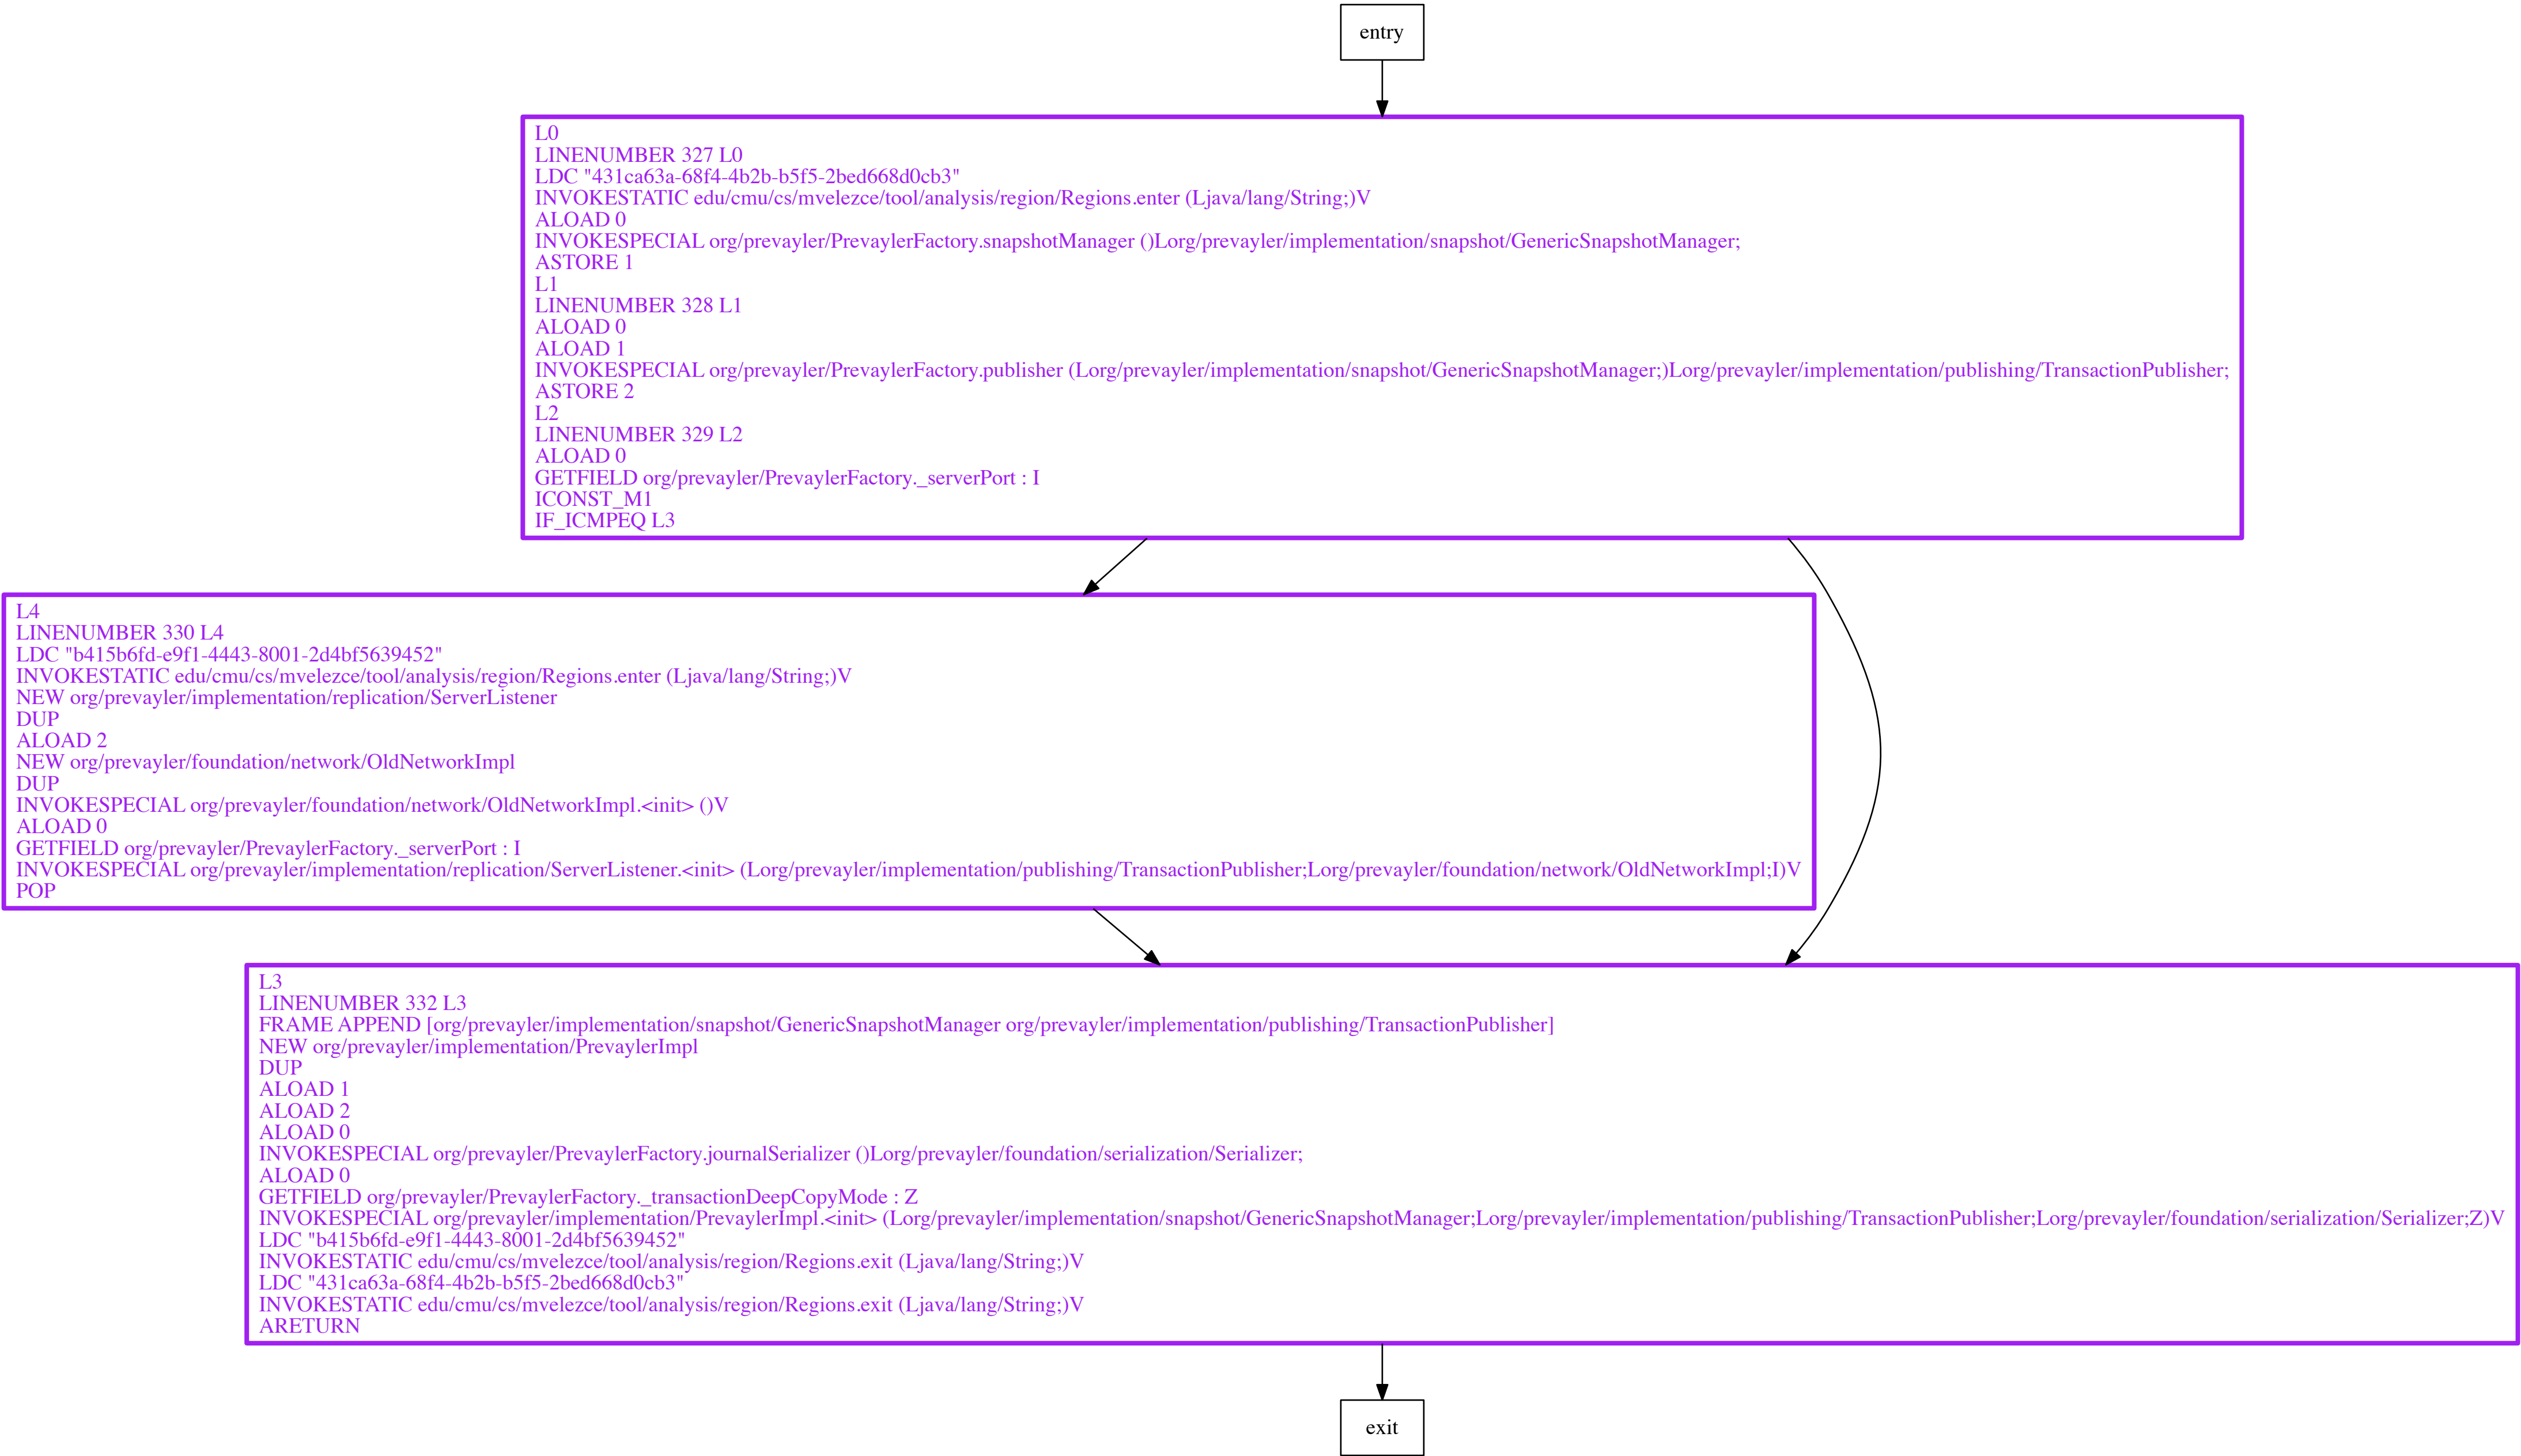 entry
L0
LINENUMBER 327 L0
LDC "431ca63a-68f4-4b2b-b5f5-2bed668d0cb3"
INVOKESTATIC edu/cmu/cs/mvelezce/tool/analysis/region/Regions.enter (Ljava/lang/String;)V
ALOAD 0
INVOKESPECIAL org/prevayler/PrevaylerFactory.snapshotManager ()Lorg/prevayler/implementation/snapshot/GenericSnapshotManager;
ASTORE 1
L1
LINENUMBER 328 L1
ALOAD 0
ALOAD 1
INVOKESPECIAL org/prevayler/PrevaylerFactory.publisher (Lorg/prevayler/implementation/snapshot/GenericSnapshotManager;)Lorg/prevayler/implementation/publishing/TransactionPublisher;
ASTORE 2
L2
LINENUMBER 329 L2
ALOAD 0
GETFIELD org/prevayler/PrevaylerFactory._serverPort : I
ICONST_M1
IF_ICMPEQ L3
L4
LINENUMBER 330 L4
LDC "b415b6fd-e9f1-4443-8001-2d4bf5639452"
INVOKESTATIC edu/cmu/cs/mvelezce/tool/analysis/region/Regions.enter (Ljava/lang/String;)V
NEW org/prevayler/implementation/replication/ServerListener
DUP
ALOAD 2
NEW org/prevayler/foundation/network/OldNetworkImpl
DUP
INVOKESPECIAL org/prevayler/foundation/network/OldNetworkImpl.<init> ()V
ALOAD 0
GETFIELD org/prevayler/PrevaylerFactory._serverPort : I
INVOKESPECIAL org/prevayler/implementation/replication/ServerListener.<init> (Lorg/prevayler/implementation/publishing/TransactionPublisher;Lorg/prevayler/foundation/network/OldNetworkImpl;I)V
POP
L3
LINENUMBER 332 L3
FRAME APPEND [org/prevayler/implementation/snapshot/GenericSnapshotManager org/prevayler/implementation/publishing/TransactionPublisher]
NEW org/prevayler/implementation/PrevaylerImpl
DUP
ALOAD 1
ALOAD 2
ALOAD 0
INVOKESPECIAL org/prevayler/PrevaylerFactory.journalSerializer ()Lorg/prevayler/foundation/serialization/Serializer;
ALOAD 0
GETFIELD org/prevayler/PrevaylerFactory._transactionDeepCopyMode : Z
INVOKESPECIAL org/prevayler/implementation/PrevaylerImpl.<init> (Lorg/prevayler/implementation/snapshot/GenericSnapshotManager;Lorg/prevayler/implementation/publishing/TransactionPublisher;Lorg/prevayler/foundation/serialization/Serializer;Z)V
LDC "b415b6fd-e9f1-4443-8001-2d4bf5639452"
INVOKESTATIC edu/cmu/cs/mvelezce/tool/analysis/region/Regions.exit (Ljava/lang/String;)V
LDC "431ca63a-68f4-4b2b-b5f5-2bed668d0cb3"
INVOKESTATIC edu/cmu/cs/mvelezce/tool/analysis/region/Regions.exit (Ljava/lang/String;)V
ARETURN
exit